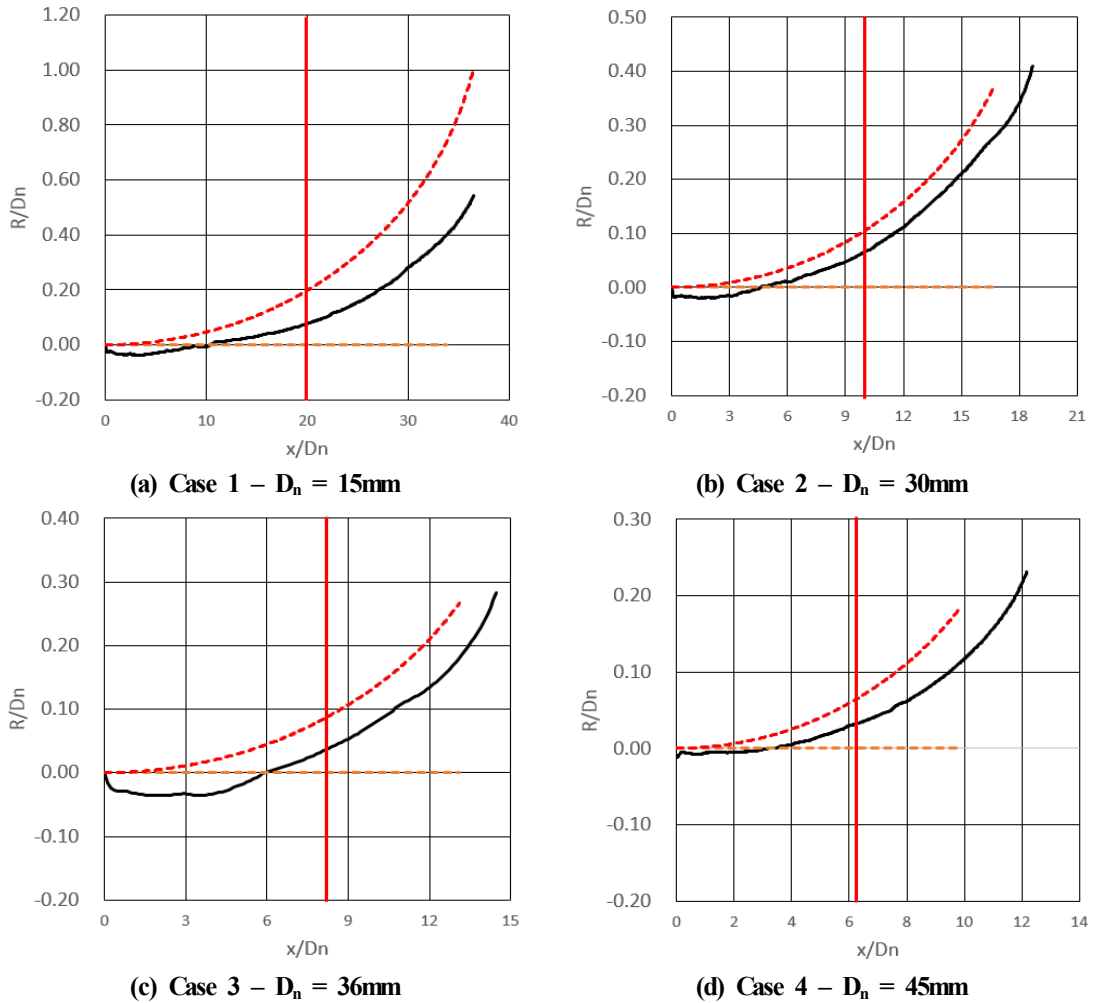 1.20
1.00
0.80
0.60
0.40
0.20
0.00
-0.20
R/Dn
0 10 20 30 40
x/Dn
(a) Case 1 – Dn = 15mm
0.50
0.40
0.30
0.20
0.10
0.00
-0.10
-0.20
R/Dn
0 3 6 9 12 15 18 21
x/Dn
(b) Case 2 – Dn = 30mm
0.40
0.30
0.20
0.10
0.00
-0.10
-0.20
R/Dn
0 3 6 9 12 15
x/Dn
(c) Case 3 – Dn = 36mm
0.30
0.20
0.10
0.00
-0.10
-0.20
R/Dn
0 2 4 6 8 10 12 14
x/Dn
(d) Case 4 – Dn = 45mm